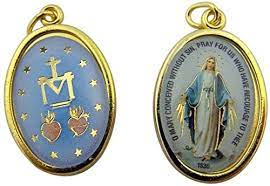 O MARY CONCEIVED WITHOUT SIN, PRAY FOR US WHO HAVE RECOURSE TO THEE
1830